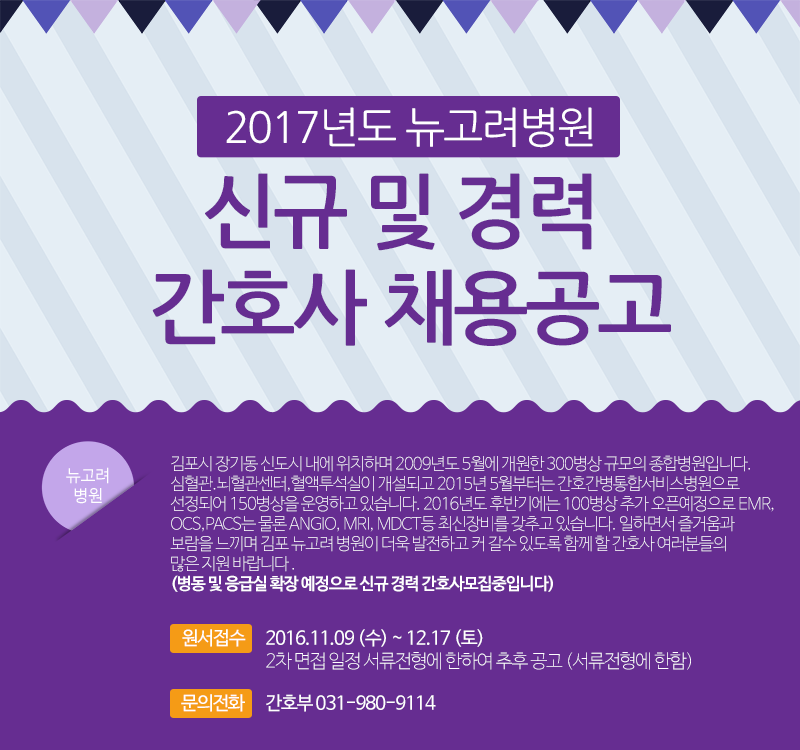 2017년도 뉴고려병원
신규 및 경력
간호사 채용공고
뉴고려
병원
김포시 장기동 신도시 내에 위치하며 2009년도 5월에 개원한 300병상 규모의 종합병원입니다.
심혈관.뇌혈관센터,혈액투석실이 개설되고 2015년 5월부터는 간호간병통합서비스병원으로
선정되어 150병상을 운영하고 있습니다. 2016년도 후반기에는 100병상 추가 오픈예정으로 EMR,
OCS,PACS는 물론 ANGIO, MRI, MDCT등 최신장비를 갖추고 있습니다. 일하면서 즐거움과
보람을 느끼며 김포 뉴고려 병원이 더욱 발전하고 커 갈수 있도록 함께 할 간호사 여러분들의
많은 지원 바랍니다 .
(병동 및 응급실 확장 예정으로 신규 경력 간호사모집중입니다)
원서접수 2016.11.09 (수) ~ 12.17 (토)
2차 면접 일정 서류전형에 한하여 추후 공고 (서류전형에 한함)
문의전화 간호부 031-980-9114